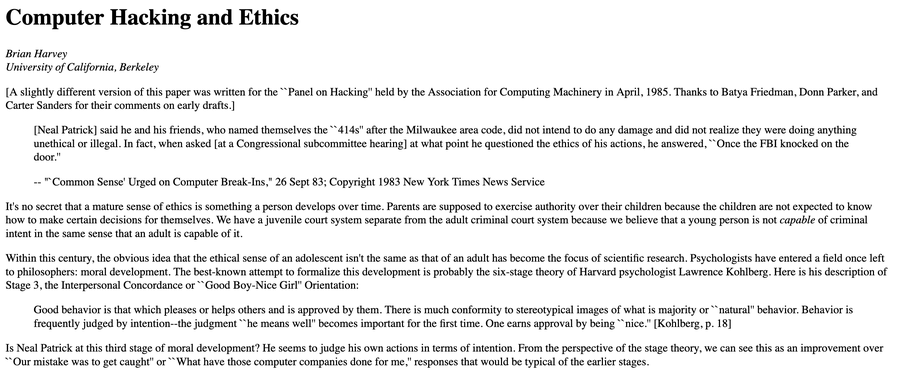 Computer Hacking and Ethics
Brian Harvey
University of California, Berkeley
[A slightly different version of this paper was written for the ``Panel on Hacking'' held by the Association for Computing Machinery in April, 1985. Thanks to Batya Friedman, Donn Parker, and
Carter Sanders for their comments on early drafts.]
[Neal Patrick] said he and his friends, who named themselves the ``414s'' after the Milwaukee area code, did not intend to do any damage and did not realize they were doing anything
unethical or illegal. In fact, when asked [at a Congressional subcommittee hearing] at what point he questioned the ethics of his actions, he answered, ``Once the FBI knocked on the
door.''
-- "`Common Sense' Urged on Computer Break-Ins," 26 Sept 83; Copyright 1983 New York Times News Service
It's no secret that a mature sense of ethics is something a person develops over time. Parents are supposed to exercise authority over their children because the children are not expected to know
how to make certain decisions for themselves. We have a juvenile court system separate from the adult criminal court system because we believe that a young person is not capable of criminal
intent in the same sense that an adult is capable of it.
Within this century, the obvious idea that the ethical sense of an adolescent isn't the same as that of an adult has become the focus of scientific research. Psychologists have entered a field once left
to philosophers: moral development. The best-known attempt to formalize this development is probably the six-stage theory of Harvard psychologist Lawrence Kohlberg. Here is his description of
Stage 3, the Interpersonal Concordance or ``Good Boy-Nice Girl'' Orientation:
Good behavior is that which pleases or helps others and is approved by them. There is much conformity to stereotypical images of what is majority or ``natural'' behavior. Behavior is
frequently judged by intention--the judgment ``he means well'' becomes important for the first time. One earns approval by being ``nice.'' [Kohlberg, p. 18]
Is Neal Patrick at this third stage of moral development? He seems to judge his own actions in terms of intention. From the perspective of the stage theory, we can see this as an improvement over
``Our mistake was to get caught'' or ``What have those computer companies done for me,'' responses that would be typical of the earlier stages.